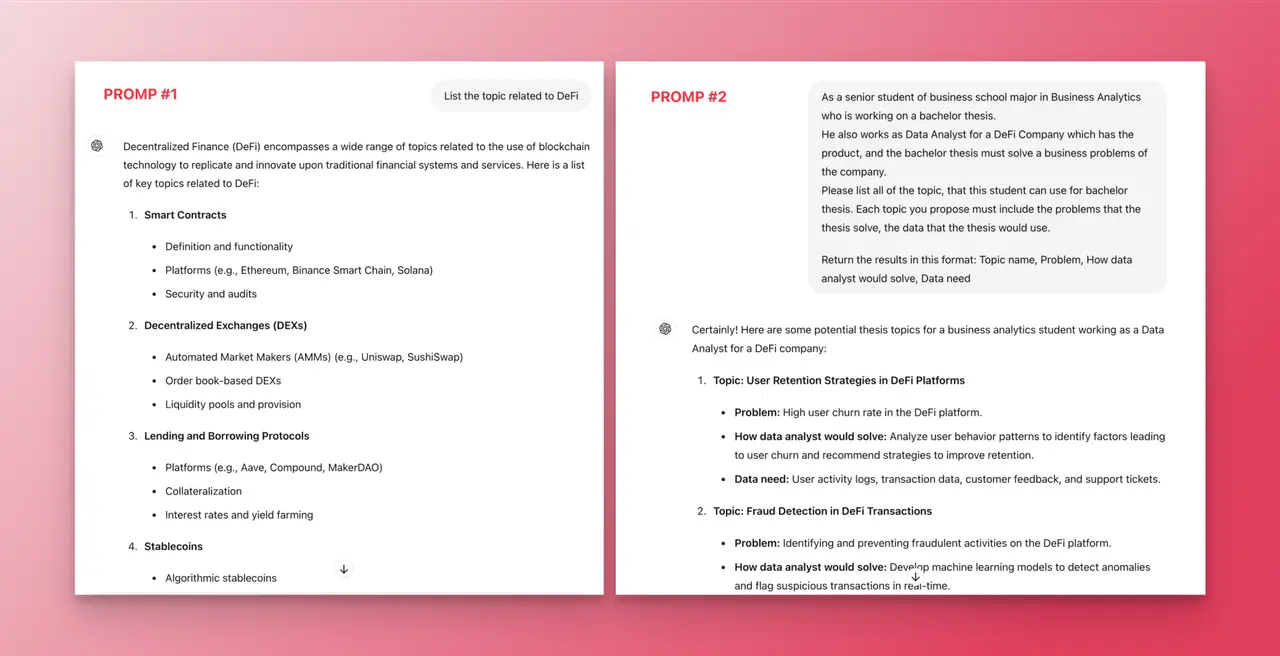 PROMP #1
List the topic related to DeFi
Decentralized Finance (DeFi) encompasses a wide range of topics related to the use of blockchain
technology to replicate and innovate upon traditional financial systems and services. Here is a list
of key topics related to DeFi:
1. Smart Contracts
• Definition and functionality
• Platforms (e.g., Ethereum, Binance Smart Chain, Solana)
• Security and audits
2. Decentralized Exchanges (DEXs)
• Automated Market Makers (AMMs) (e.g., Uniswap, SushiSwap)
• Order book-based DEXs
• Liquidity pools and provision
3. Lending and Borrowing Protocols
• Platforms (e.g., Aave, Compound, MakerDAO)
• Collateralization
• Interest rates and yield farming
4. Stablecoins
• Algorithmic stablecoins
PROMP #2
As a senior student of business school major in Business Analytics
who is working on a bachelor thesis.
He also works as Data Analyst for a DeFi Company which has the
product, and the bachelor thesis must solve a business problems of
the company.
Please list all of the topic, that this student can use for bachelor
thesis. Each topic you propose must include the problems that the
thesis solve, the data that the thesis would use.
Return the results in this format: Topic name, Problem, How data
analyst would solve, Data need
Certainly! Here are some potential thesis topics for a business analytics student working as a Data
Analyst for a DeFi company:
1. Topic: User Retention Strategies in DeFi Platforms
• Problem: High user churn rate in the DeFi platform.
• How data analyst would solve: Analyze user behavior patterns to identify factors leading
to user churn and recommend strategies to improve retention.
• Data need: User activity logs, transaction data, customer feedback, and support tickets.
2. Topic: Fraud Detection in DeFi Transactions
• Problem: Identifying and preventing fraudulent activities on the DeFi platform.
• How data analyst would solve: Develop machine learning models to detect anomalies
and flag suspicious transactions in real-time.